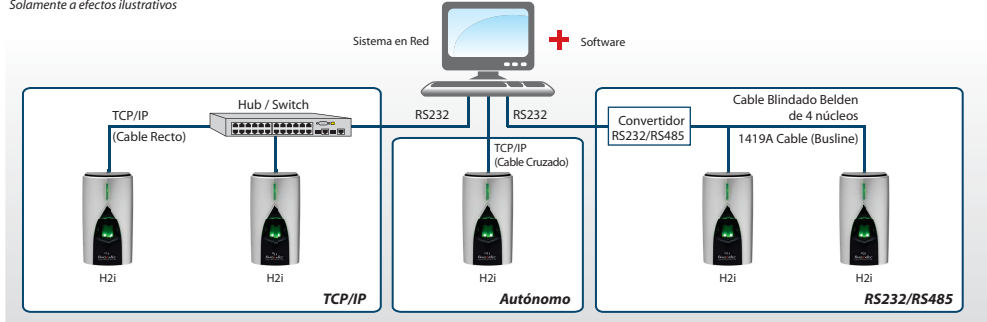 Solamente a efectos ilustrativos
Sistema en Red
Software
Hub / Switch
TCP/IP
(Cable Recto)
RS232
RS232
TCP/IP
(Cable Cruzado)
Convertidor
RS232/RS485
Cable Blindado Belden
de 4 núcleos
1419A Cable (Busline)
H2i
H2i
H2i
H2i
H2i
TCP/IP
Autónomo
RS232/RS485